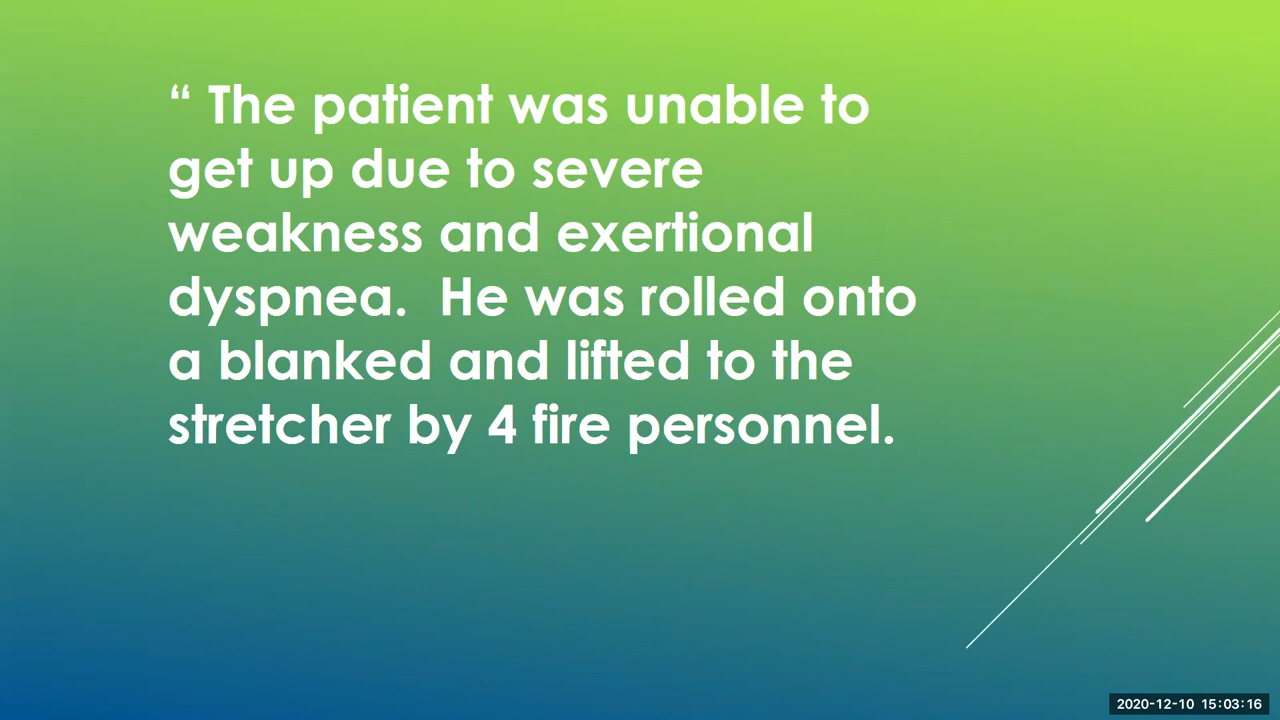 “ The patient was unable to
get up due to severe
weakness and exertional
dyspnea.  He was rolled onto
a blanked and lifted to the
stretcher by 4 fire personnel.
2020-12-10 15:03:16